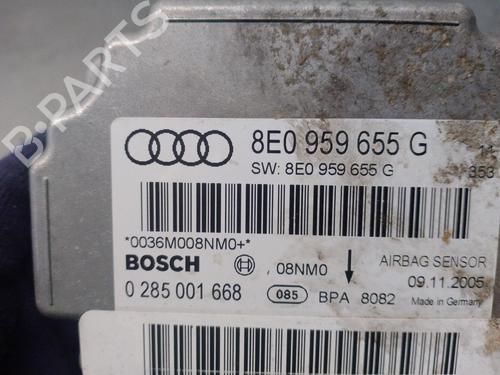 8E0 959 655 G 11
SW: 8E0 959 655 G 353
*0036M008NM0+*
BOSCH , 08NM0 AIRBAG SENSOR
09.11.2005
0 285 001 668 085 BPA 8082 Made in Germany